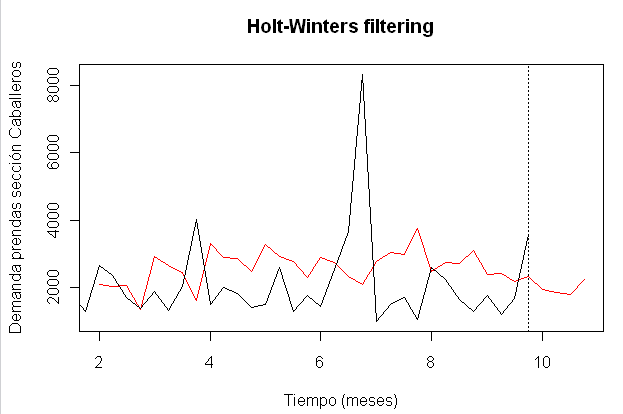 Holt-Winters filtering
Demanda prendas sección Caballeros
8000
6000
4000
2000
2 4 6 8 10
Tiempo (meses)